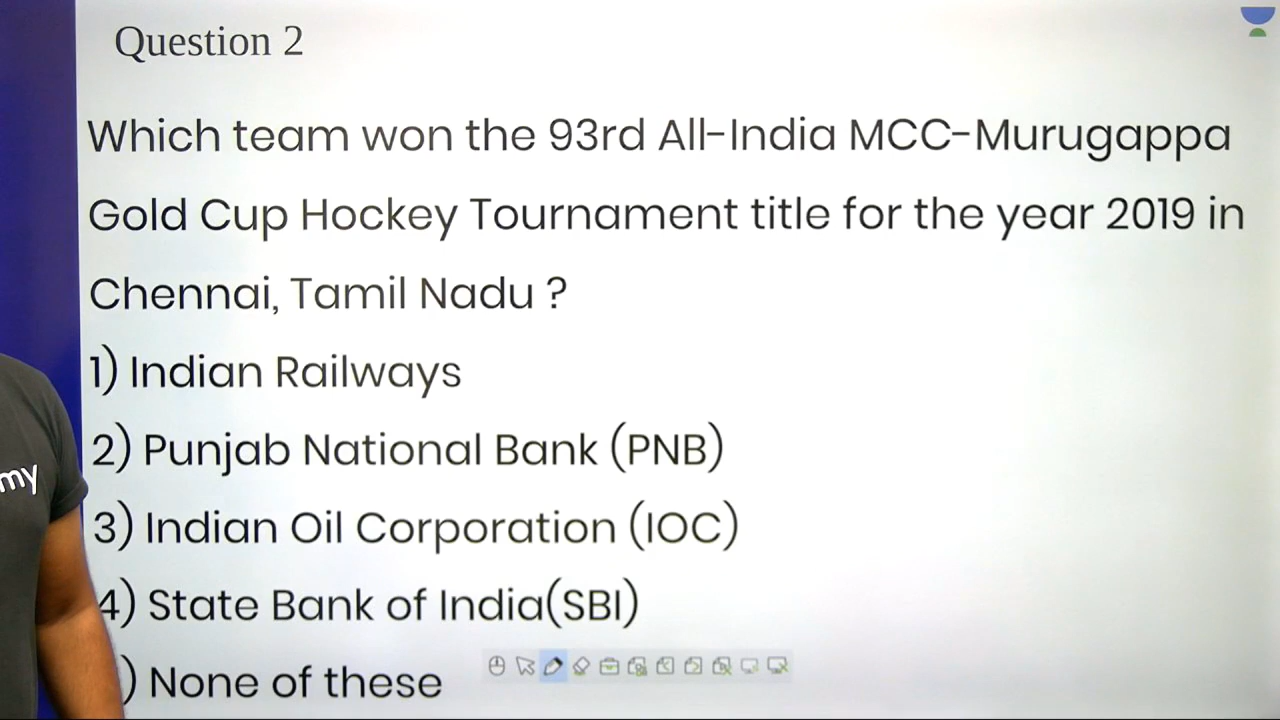 Question 2
Which team won the 93rd All-India MCC-Murugappa
Gold Cup Hockey Tournament title for the year 2019 in
Chennai, Tamil Nadu ?
1) Indian Railways
2) Punjab National Bank (PNB)
3) Indian Oil Corporation (IOC)
my
4) State Bank of India(SBI)
) None of these